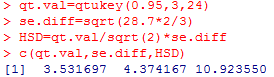 > qt.val=qtukey(0.95,3,24)
> se.diff=sqrt(28.7*2/3)
> HSD=qt.val/sqrt(2)*se.diff
> c(qt.val,se.diff,HSD)
[1]  3.531697  4.374167 10.923550